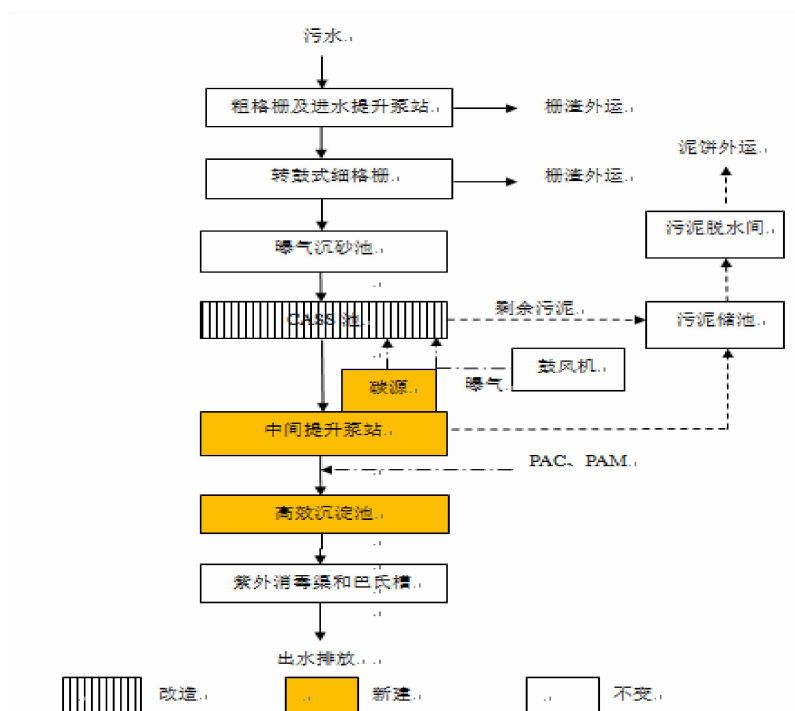 污水
粗格栅及进水提升泵站
栅渣外运
泥饼外运
转鼓式细格栅
栅渣外运
污泥脱水间
曝气沉砂池
剩余污泥
CASS 池
污泥储池
鼓风机
碳源
曝气
中间提升泵站
PAC、PAM
高效沉淀池
紫外消毒渠和巴氏槽
出水排放
改造
新建
不变